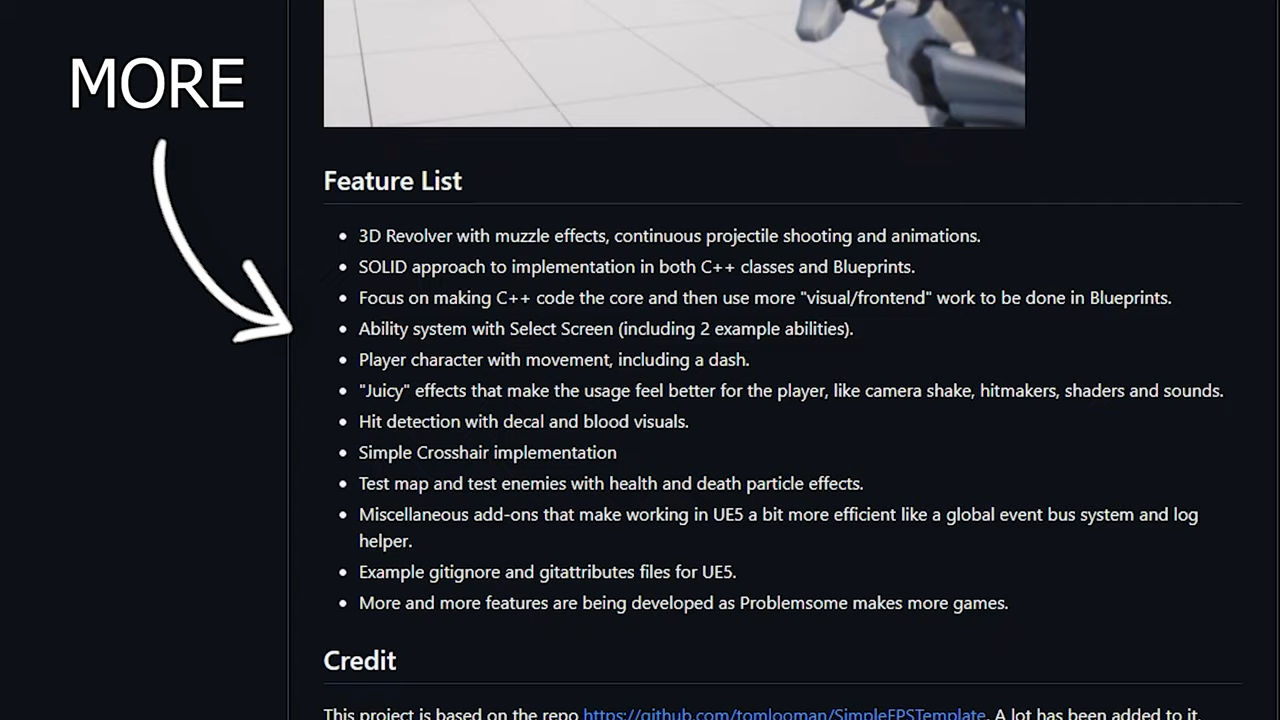 MORE
Feature List
3D Revolver with muzzle effects, continuous projectile shooting and animations.
SOLID approach to implementation in both C++ classes and Blueprints.
Focus on making C++ code the core and then use more "visual/frontend" work to be done in Blueprints.
Ability system with Select Screen (including 2 example abilities).
Player character with movement, including a dash.
"Juicy" effects that make the usage feel better for the player, like camera shake, hitmakers, shaders and sounds.
Hit detection with decal and blood visuals.
Simple Crosshair implementation
Test map and test enemies with health and death particle effects.
Miscellaneous add-ons that make working in UE5 a bit more efficient like a global event bus system and log
helper.
Example gitignore and gitattributes files for UE5.
More and more features are being developed as Problemsome makes more games.
Credit
This project is based on the repo https://github.com/tomlooman/SimpleFPSTemplate. A lot has been added to it